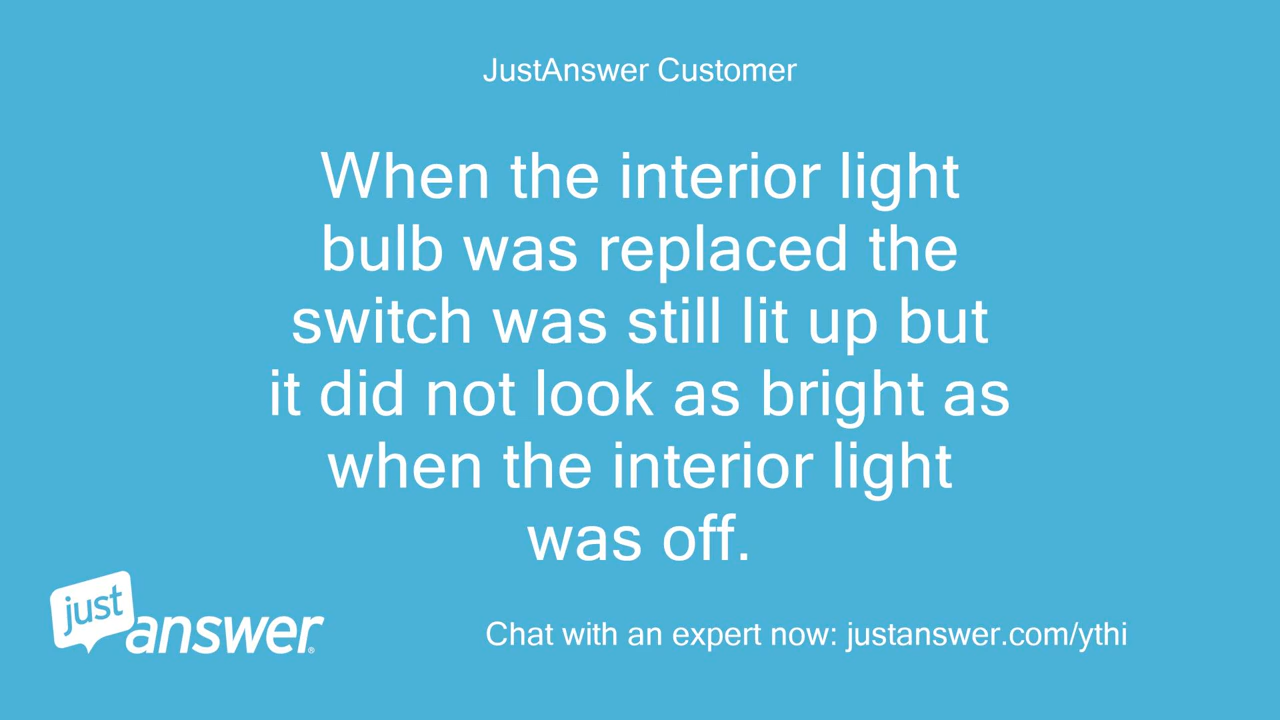 JustAnswer Customer
When the interior light
bulb was replaced the
switch was still lit up but
it did not look as bright as
when the interior light
was off.
just
answer®
Chat with an expert now: justanswer.com/ythi